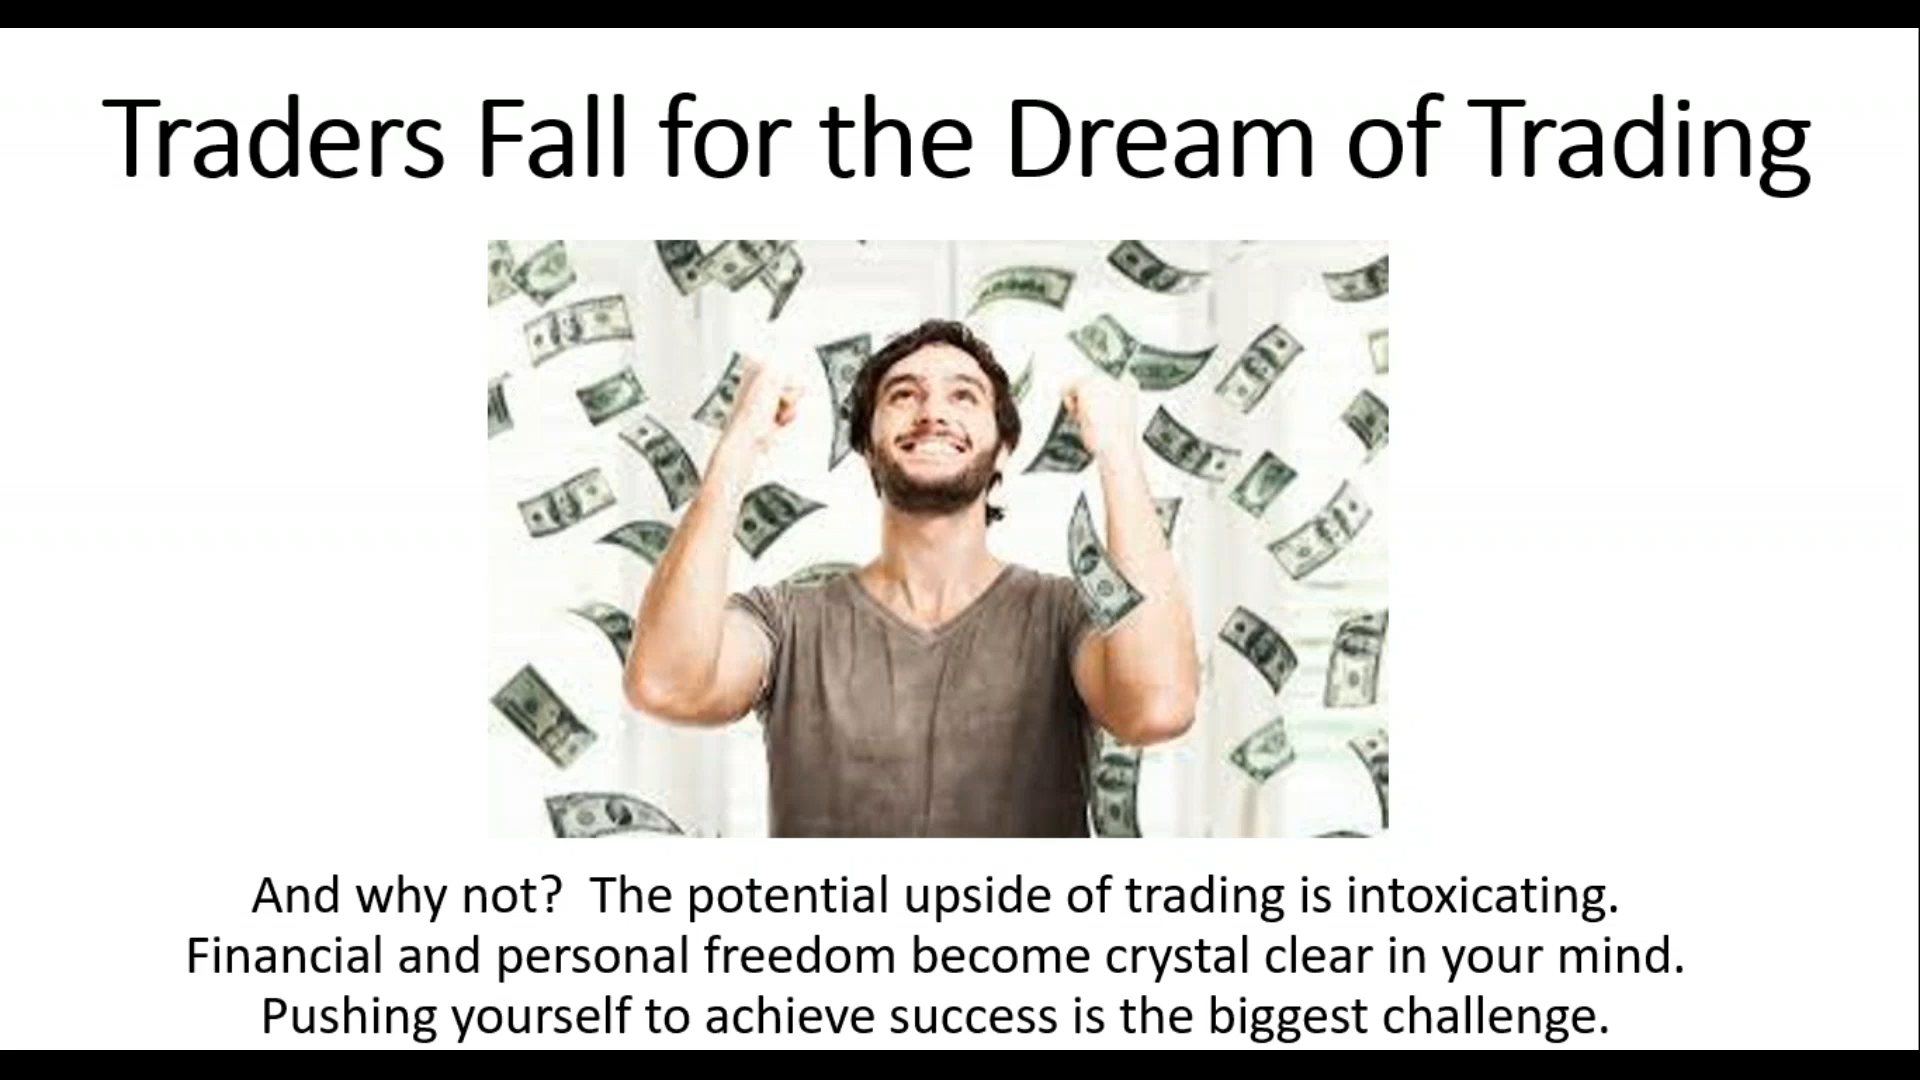 Traders Fall for the Dream of Trading
And why not?  The potential upside of trading is intoxicating.
Financial and personal freedom become crystal clear in your mind.
Pushing yourself to achieve success is the biggest challenge.